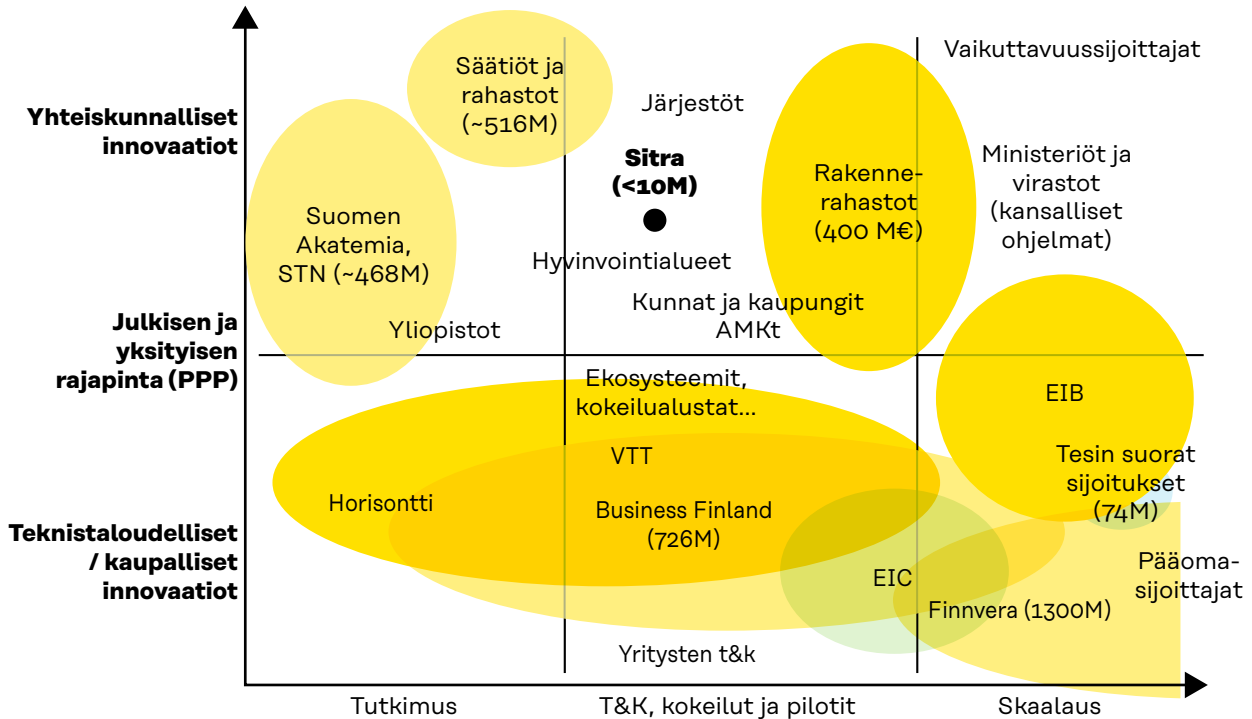 Yhteiskunnalliset
innovaatiot
Julkisen ja
yksityisen
rajapinta (PPP)
Teknistaloudelliset
/ kaupalliset
innovaatiot
Säätiöt ja
rahastot
(~516M)
Suomen
Akatemia,
STN (~468M)
Yliopistot
Järjestöt
Sitra
(<10M)
Hyvinvointialueet
Kunnat ja kaupungit
AMKt
Rakenne-
rahastot
(400 M€)
Vaikuttavuussijoittajat
Ministeriöt ja
virastot
(kansalliset
ohjelmat)
Ekosysteemit,
kokeilualustat...
VTT
Horisontti
Business Finland
(726M)
EIC
Yritysten t&k
EIB
Tesin suorat
sijoitukset
(74M)
Pääoma-
sijoittajat
Finnvera (1300M)
Tutkimus
T&K, kokeilut ja pilotit
Skaalaus